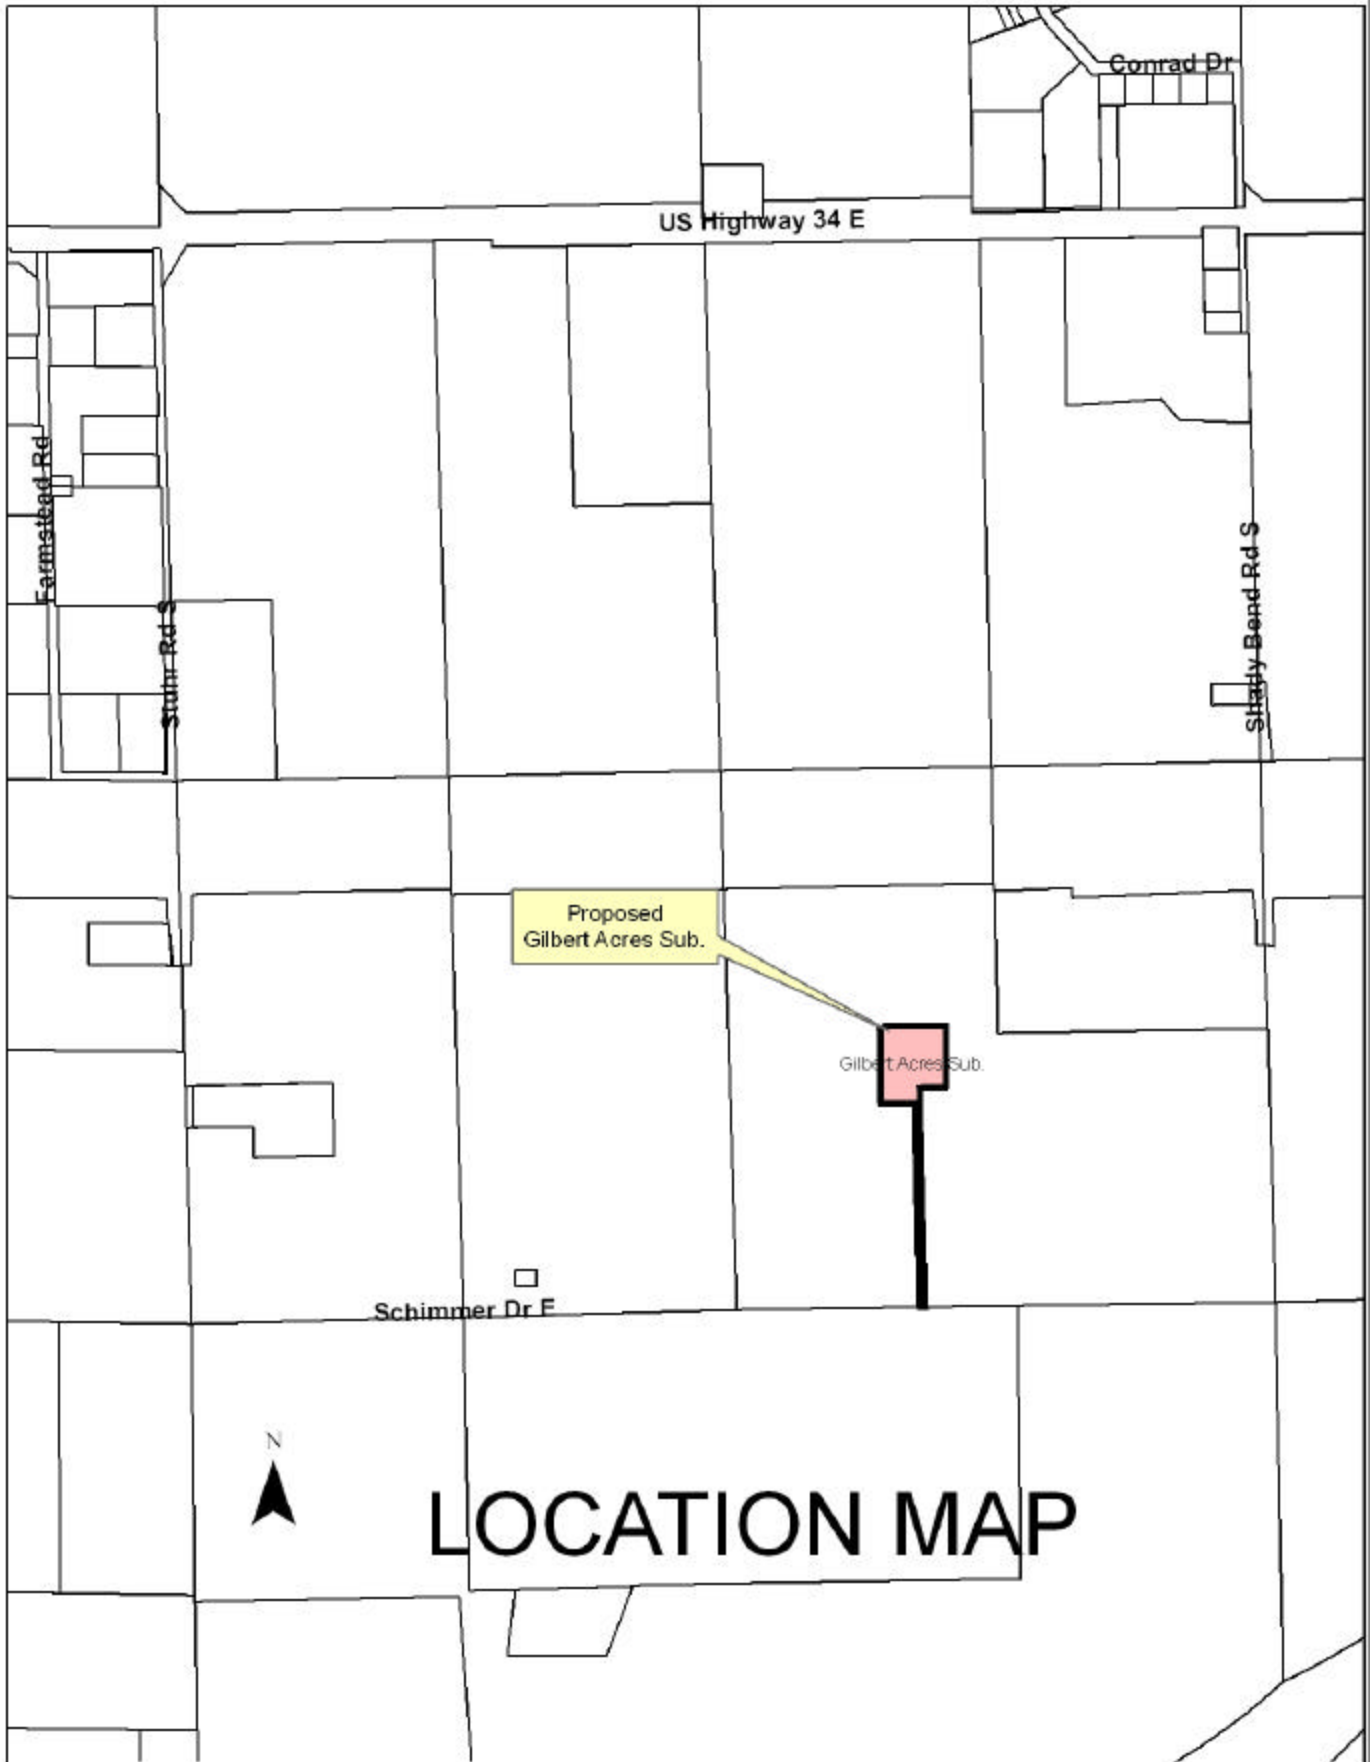 Conrad Dr
US Highway 34 E
Farmstead Rd
Stuhr Rd S
Shady Bend Rd S
Proposed
Gilbert Acres Sub.
Gilbert Acres Sub.
Schimmer Dr E
N
LOCATION MAP